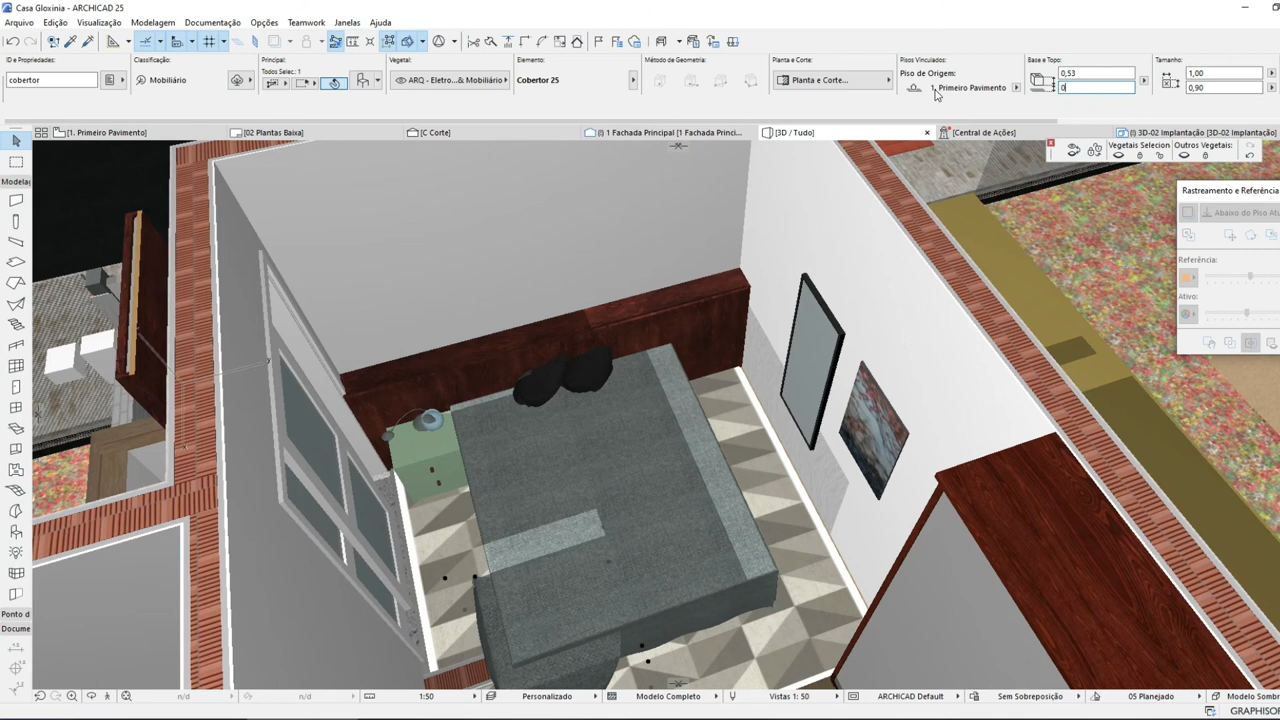 Casa Gloxinia - ARCHICAD 25
Arquivo Edição Visualização Modelagem Documentação Opções Teamwork Janelas Ajuda
ID e Propriedades: Classificação: Principal: Vegetal: Elemento: Método de Geometria: Planta e Corte: Pisos Vinculados: Base e Topo: Tamanho:
Todos Selec.: 1
cobertor Mobiliário ARQ - Eletro...& Mobiliário Cobertor 25 Planta e Corte... Piso de Origem: 0,53 1,00
1. Primeiro Pavimento 0 0,90
[1. Primeiro Pavimento] [02 Plantas Baixa] [C Corte] (!) 1 Fachada Principal [1 Fachada Princi... [3D / Tudo] [Central de Ações] (!) 3D-02 Implantação [3D-02 Implantação]
Vegetais Selecion Outros Vegetais:
Modelag
Rastreamento e Referência
Abaixo do Piso Atu
Referência:
Ativo:
Ponto d
Docume
n/d n/d 1:50 Personalizado Modelo Completo Vistas 1: 50 ARCHICAD Default Sem Sobreposição 05 Planejado Modelo Somb
GRAPHISOF